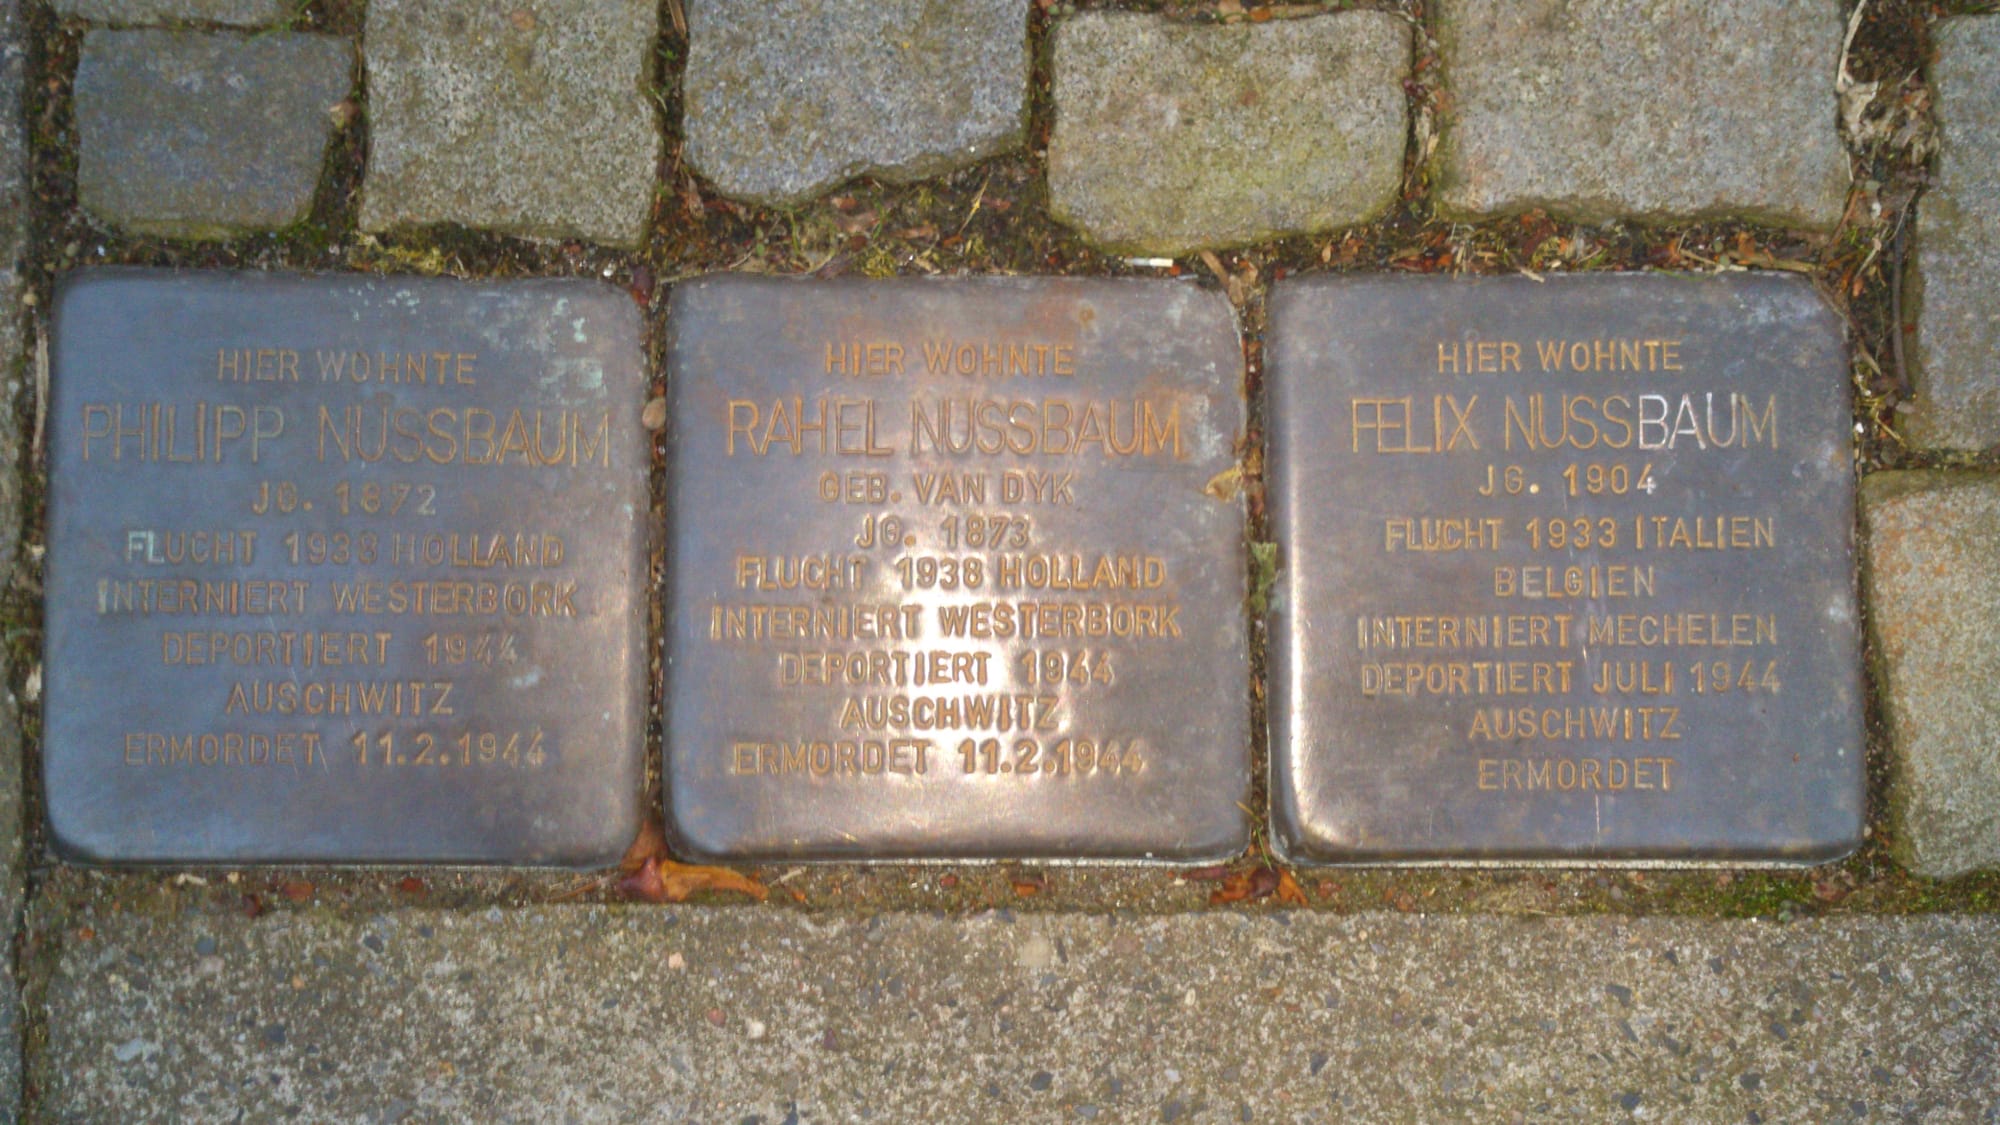 HIER WOHNTE
PHILIPP NUSSBAUM
JG. 1872
FLUCHT 1938 HOLLAND
INTERNIERT WESTERBORK
DEPORTIERT 1944
AUSCHWITZ
ERMORDET 11.2.1944
HIER WOHNTE
RAHEL NUSSBAUM
GEB. VAN DYK
JG. 1873
FLUCHT 1938 HOLLAND
INTERNIERT WESTERBORK
DEPORTIERT 1944
AUSCHWITZ
ERMORDET 11.2.1944
HIER WOHNTE
FELIX NUSSBAUM
JG. 1904
FLUCHT 1933 ITALIEN
BELGIEN
INTERNIERT MECHELEN
DEPORTIERT JULI 1944
AUSCHWITZ
ERMORDET